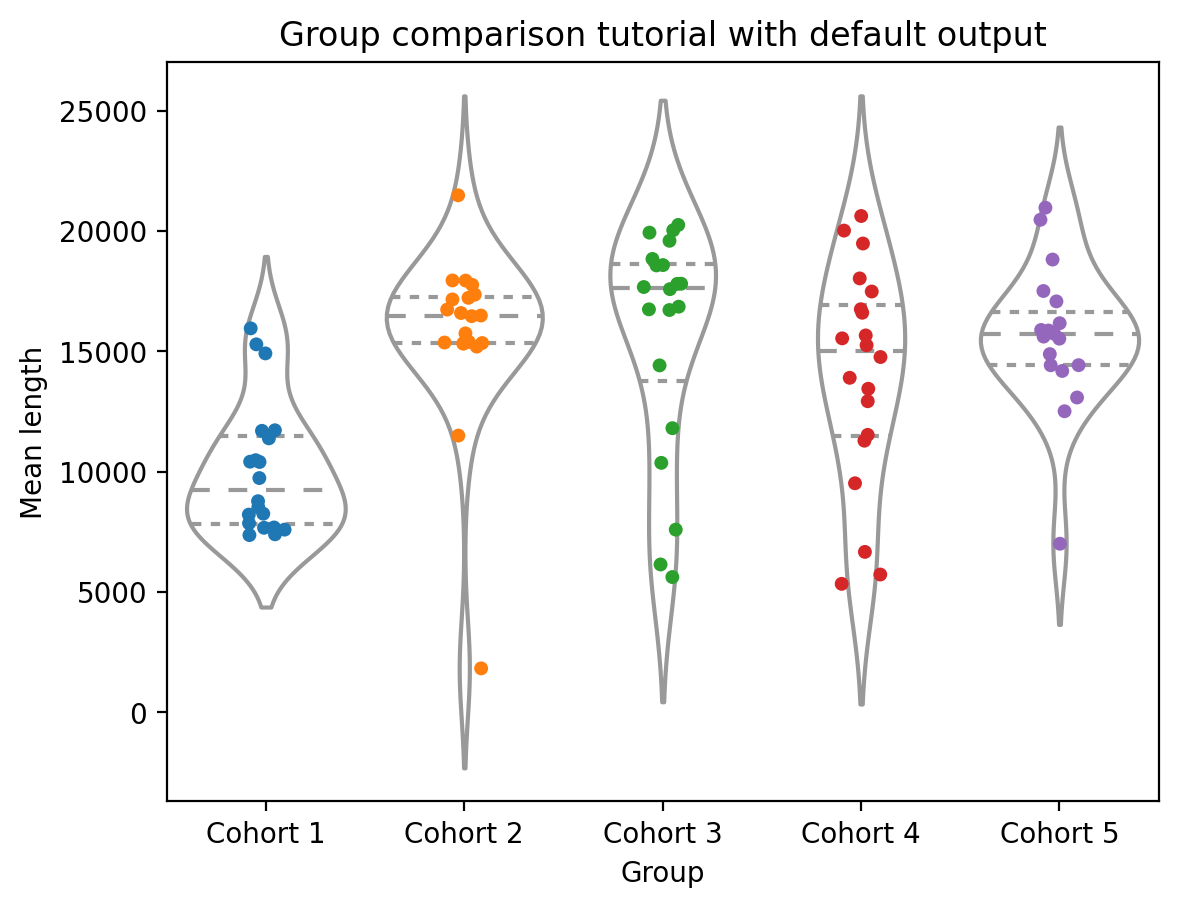 Group comparison tutorial with default output
25000
20000
15000
10000
5000
0
Mean length
Cohort 1
Cohort 2
Cohort 3
Cohort 4
Cohort 5
Group